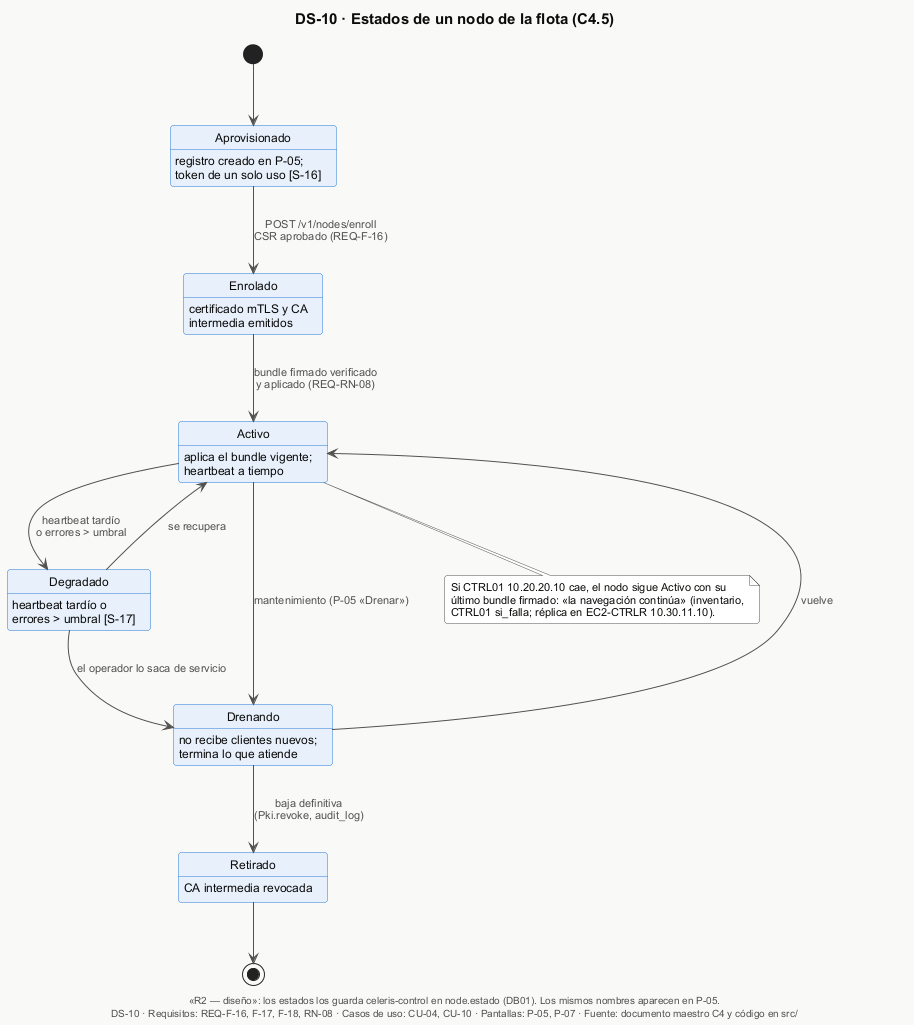 DS-10 · Estados de un nodo de la flota (C4.5)
Aprovisionado
registro creado en P-05;
token de un solo uso [S-16]
POST /v1/nodes/enroll
CSR aprobado (REQ-F-16)
Enrolado
certificado mTLS y CA
intermedia emitidos
bundle firmado verificado
y aplicado (REQ-RN-08)
Activo
aplica el bundle vigente;
heartbeat a tiempo
heartbeat tardío
o errores > umbral
se recupera
Degradado
heartbeat tardío o
errores > umbral [S-17]
mantenimiento (P-05 «Drenar»)
Si CTRL01 10.20.20.10 cae, el nodo sigue Activo con su
último bundle firmado: «la navegación continúa» (inventario,
CTRL01 si_falla; réplica en EC2-CTRLR 10.30.11.10).
vuelve
el operador lo saca de servicio
Drenando
no recibe clientes nuevos;
termina lo que atiende
baja definitiva
(Pki.revoke, audit_log)
Retirado
CA intermedia revocada
«R2 — diseño»: los estados los guarda celeris-control en node.estado (DB01). Los mismos nombres aparecen en P-05.
DS-10 · Requisitos: REQ-F-16, F-17, F-18, RN-08 · Casos de uso: CU-04, CU-10 · Pantallas: P-05, P-07 · Fuente: documento maestro C4 y código en src/